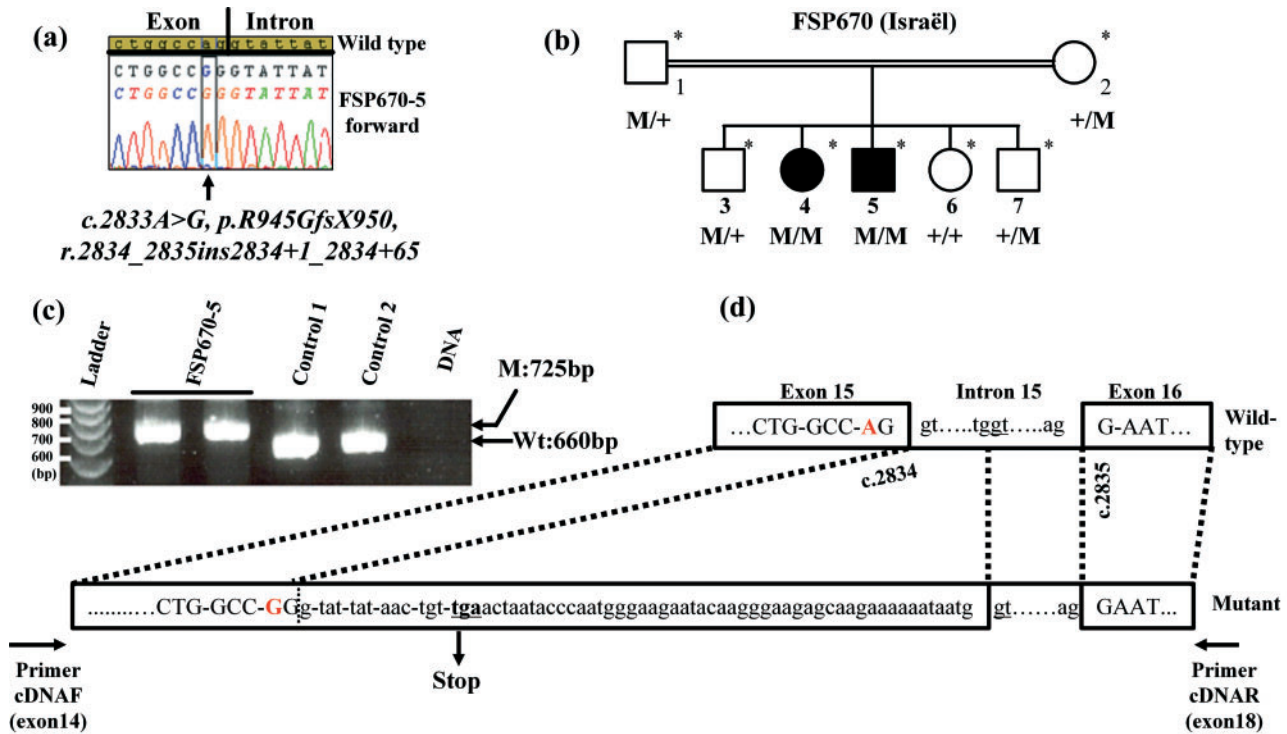 (a)
Exon Intron
ctggccaggtattat Wild type
CTGGCCGGGTATTAT
CTGGCCGGGTATTAT
FSP670-5
forward
c.2833A>G, p.R945GfsX950,
r.2834_2835ins2834+1_2834+65
(b)
FSP670 (Israël)
* *
1 2
M/+ +/M
* * * * *
3 4 5 6 7
M/+ M/M M/M +/+ +/M
(c)
Ladder
FSP670-5
Control 1
Control 2
DNA
900
800
700
600
(bp)
M:725bp
Wt:660bp
(d)
Exon 15 Intron 15 Exon 16
…CTG-GCC-AG gt…..tggt…..ag G-AAT…
Wild-
type
c.2834
c.2835
.........…CTG-GCC-GGg-tat-tat-aac-tgt-tgaactaatacccaatgggaagaatacaagggaagagcaagaaaaaataatg gt……ag GAAT... Mutant
Stop
Primer
cDNAF
(exon14)
Primer
cDNAR
(exon18)